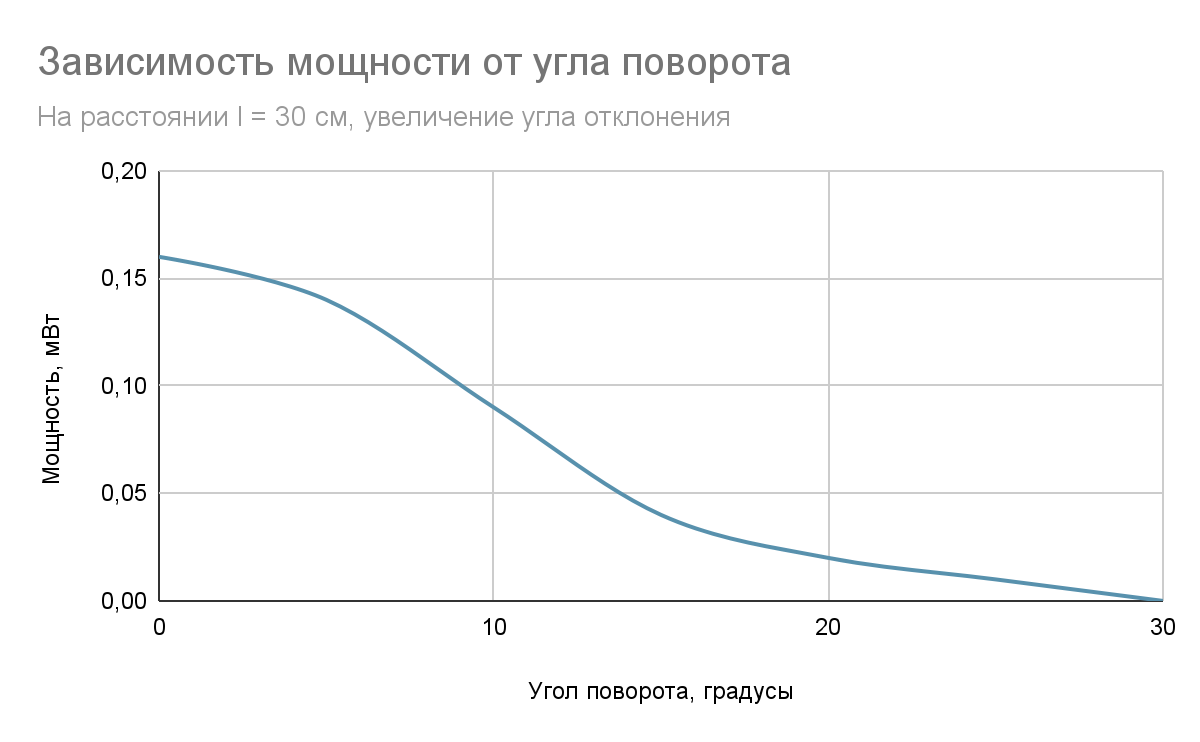 Зависимость мощности от угла поворота
На расстоянии l = 30 см, увеличение угла отклонения
0,20
0,15
0,10
0,05
0,00
Мощность, мВт
0
10
20
30
Угол поворота, градусы